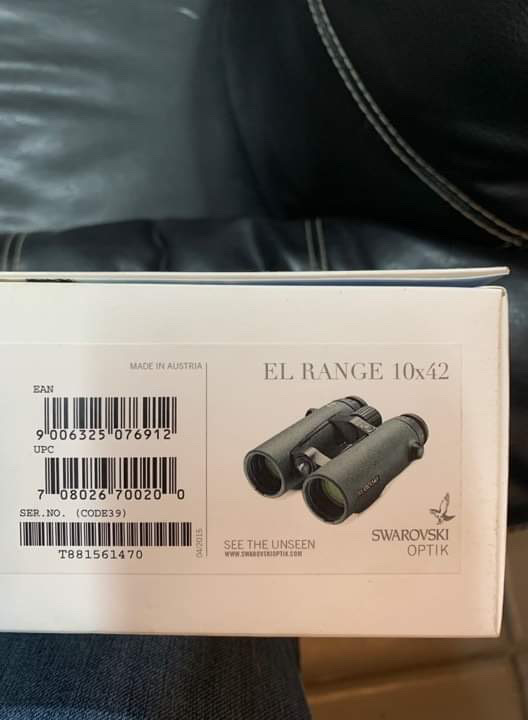 MADE IN AUSTRIA
EAN
9 006325 076912
UPC
7 08026 70020 0
SER.NO. (CODE39)
T881561470
04/2015
EL RANGE 10x42
SEE THE UNSEEN
WWW.SWAROVSKIOPTIK.COM
SWAROVSKI
OPTIK